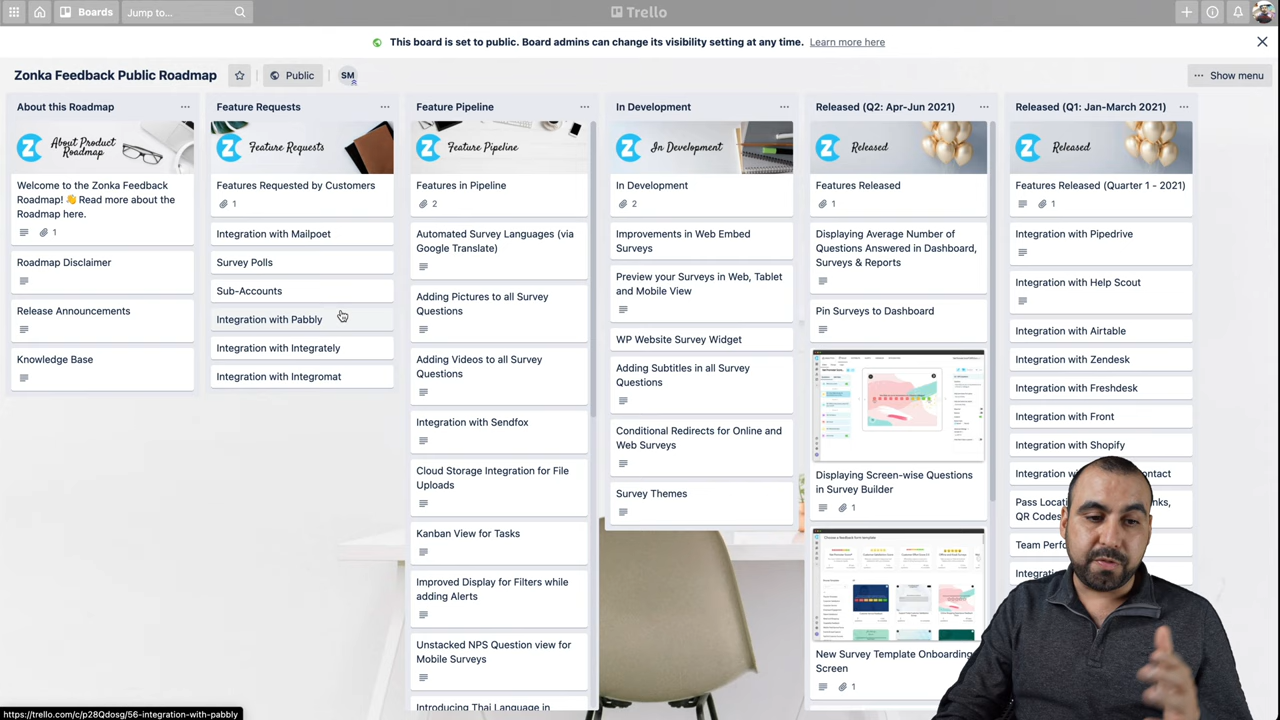 Boards
Jump to...
Trello
This board is set to public. Board admins can change its visibility setting at any time. Learn more here
Zonka Feedback Public Roadmap
Public
SM
Show menu
About this Roadmap
About Product
Roadmap
Welcome to the Zonka Feedback
Roadmap! 👋 Read more about the
Roadmap here.
1
Roadmap Disclaimer
Release Announcements
Knowledge Base
Feature Requests
Feature Requests
Features Requested by Customers
1
Integration with Mailpoet
Survey Polls
Sub-Accounts
Integration with Pabbly
Integration with Integrately
Integration with Integromat
Feature Pipeline
Feature Pipeline
Features in Pipeline
2
Automated Survey Languages (via
Google Translate)
Adding Pictures to all Survey
Questions
Adding Videos to all Survey
Questions
Integration with Sendfox
Cloud Storage Integration for File
Uploads
Kanban View for Tasks
Improved Display for Filters while
adding Alerts
Unstacked NPS Question view for
Mobile Surveys
Introducing Thai Language in
In Development
In Development
In Development
2
Improvements in Web Embed
Surveys
Preview your Surveys in Web, Tablet
and Mobile View
WP Website Survey Widget
Adding Subtitles in all Survey
Questions
Conditional Redirects for Online and
Web Surveys
Survey Themes
Released (Q2: Apr-Jun 2021)
Released
Features Released
1
Displaying Average Number of
Questions Answered in Dashboard,
Surveys & Reports
Pin Surveys to Dashboard
Displaying Screen-wise Questions
in Survey Builder
1
New Survey Template Onboarding
Screen
1
Released (Q1: Jan-March 2021)
Released
Features Released (Quarter 1 - 2021)
1
Integration with Pipedrive
Integration with Help Scout
Integration with Airtable
Integration with Zendesk
Integration with Freshdesk
Integration with Front
Integration with Shopify
Integration
Pass
QR Codes
Team
https://trello.com/c/p28Qdosg/56-integration-with-pabbly